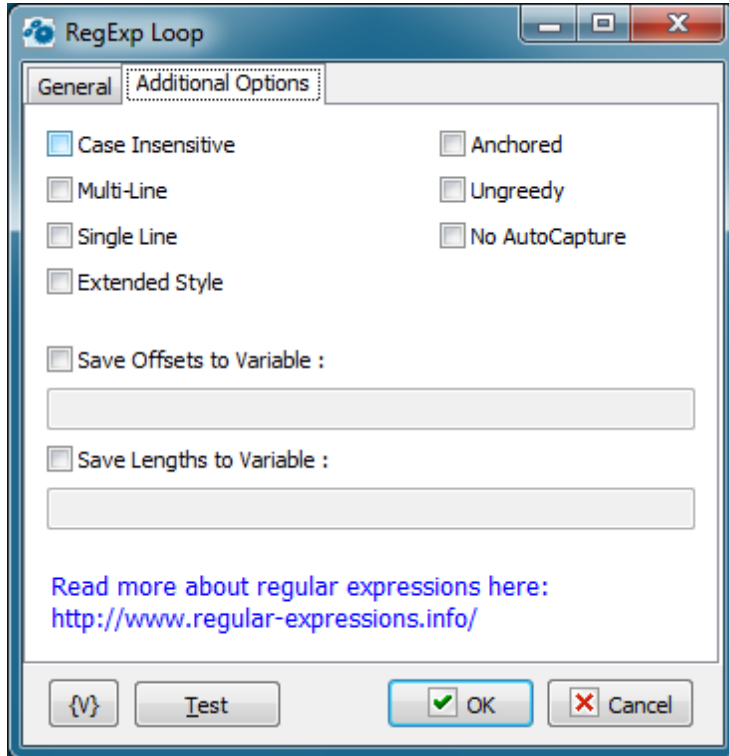 RegExp Loop
General
Additional Options
Case Insensitive
Anchored
Multi-Line
Ungreedy
Single Line
No AutoCapture
Extended Style
Save Offsets to Variable :
Save Lengths to Variable :
Read more about regular expressions here:
http://www.regular-expressions.info/
{V}
Test
OK
Cancel